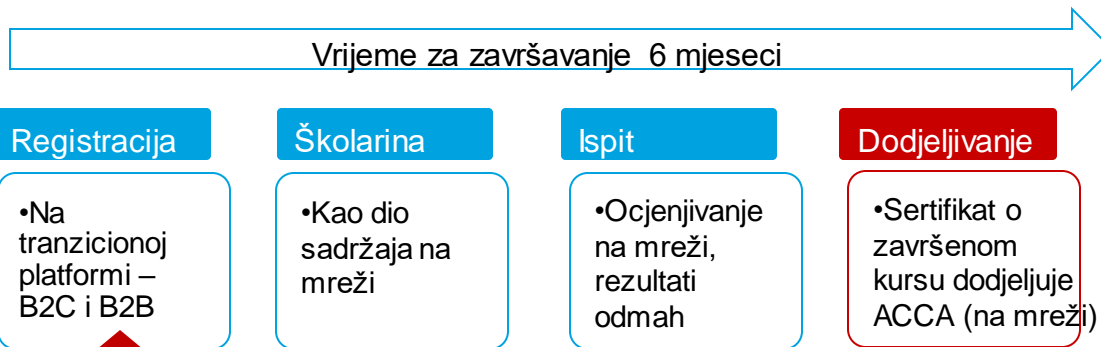 Vrijeme za završavanje 6 mjeseci
Registracija
•Na
tranzicionoj
platformi –
B2C i B2B
Školarina
•Kao dio
sadržaja na
mreži
Ispit
•Ocjenjivanje
na mreži,
rezultati
odmah
Dodjeljivanje
•Sertifikat o
završenom
kursu dodjeljuje
ACCA (na mreži)